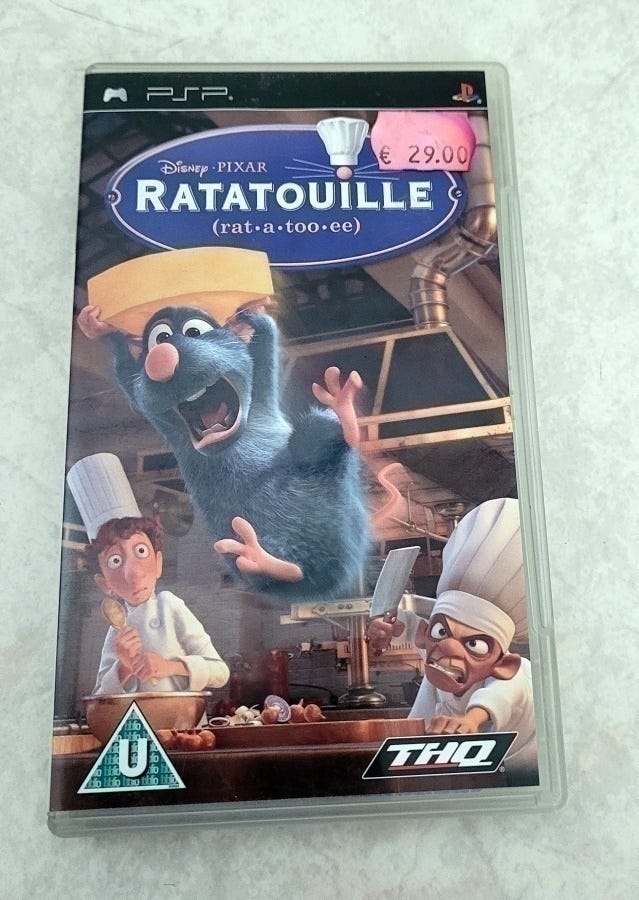 PSP
€ 29.00
Disney · PIXAR
RATATOUILLE
(rat•a•too•ee)
U
THQ